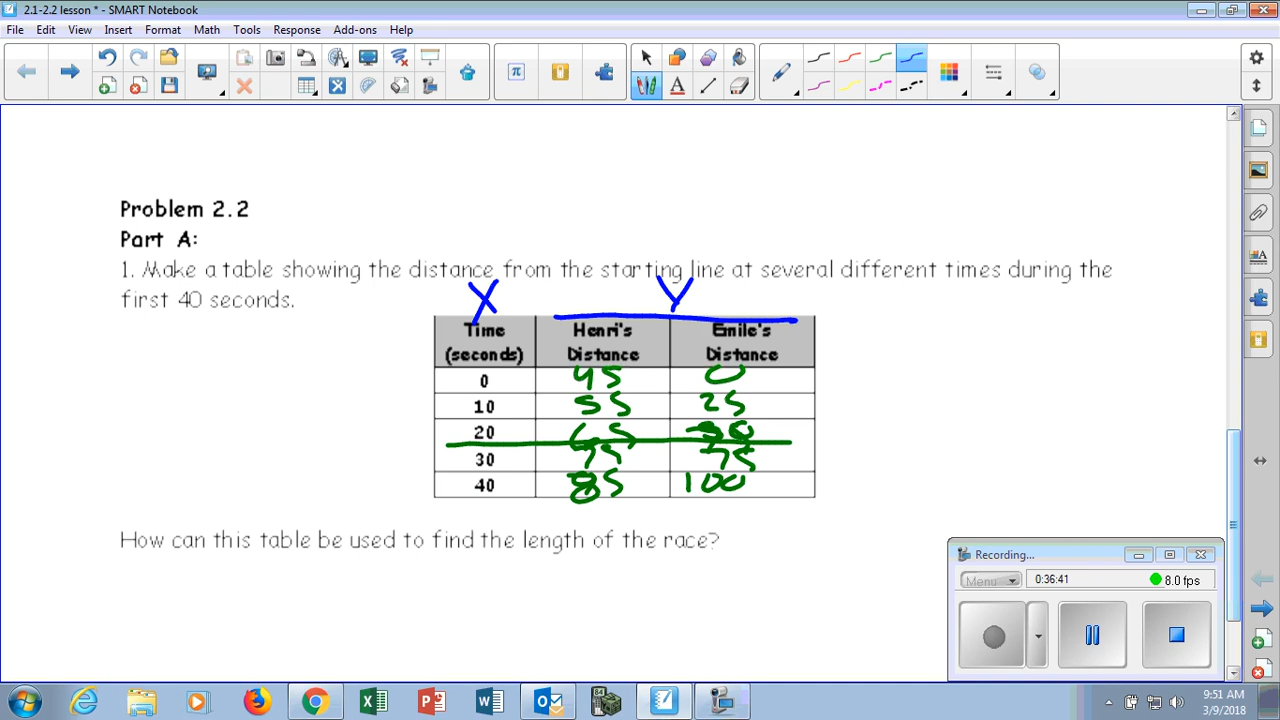 2.1-2.2 lesson * - SMART Notebook
File Edit View Insert Format Math Tools Response Add-ons Help
Problem 2.2
Part A:
1. Make a table showing the distance from the starting line at several different times during the
first 40 seconds.
X Y
Time Henri's Emile's
(seconds) Distance Distance
0 45 0
10 55 25
20 65 50
30 75 75
40 85 100
How can this table be used to find the length of the race?
Recording...
Menu 0:36:41 8.0 fps
9:51 AM
3/9/2018